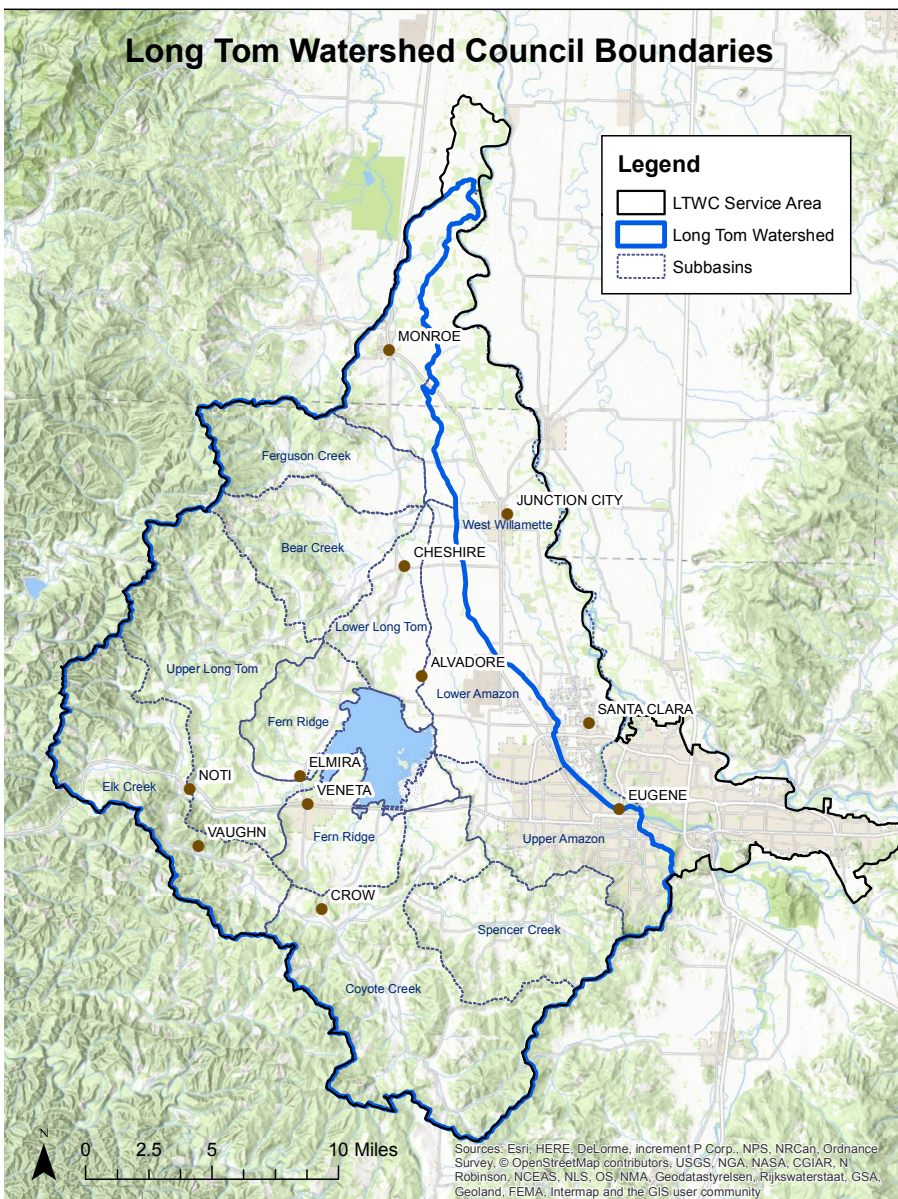 Long Tom Watershed Council Boundaries
Legend
LTWC Service Area
Long Tom Watershed
Subbasins
MONROE
Ferguson Creek
JUNCTION CITY
West Willamette
Bear Creek
CHESHIRE
Lower Long Tom
Upper Long Tom
ALVADORE
Lower Amazon
Fern Ridge
SANTA CLARA
ELMIRA
NOTI
Elk Creek
VENETA
EUGENE
Fern Ridge
Upper Amazon
VAUGHN
CROW
Spencer Creek
Coyote Creek
N
0 2.5 5 10 Miles
Sources: Esri, HERE, DeLorme, increment P Corp., NPS, NRCan, Ordnance
Survey, © OpenStreetMap contributors, USGS, NGA, NASA, CGIAR, N
Robinson, NCEAS, NLS, OS, NMA, Geodatastyrelsen, Rijkswaterstaat, GSA,
Geoland, FEMA, Intermap and the GIS user community